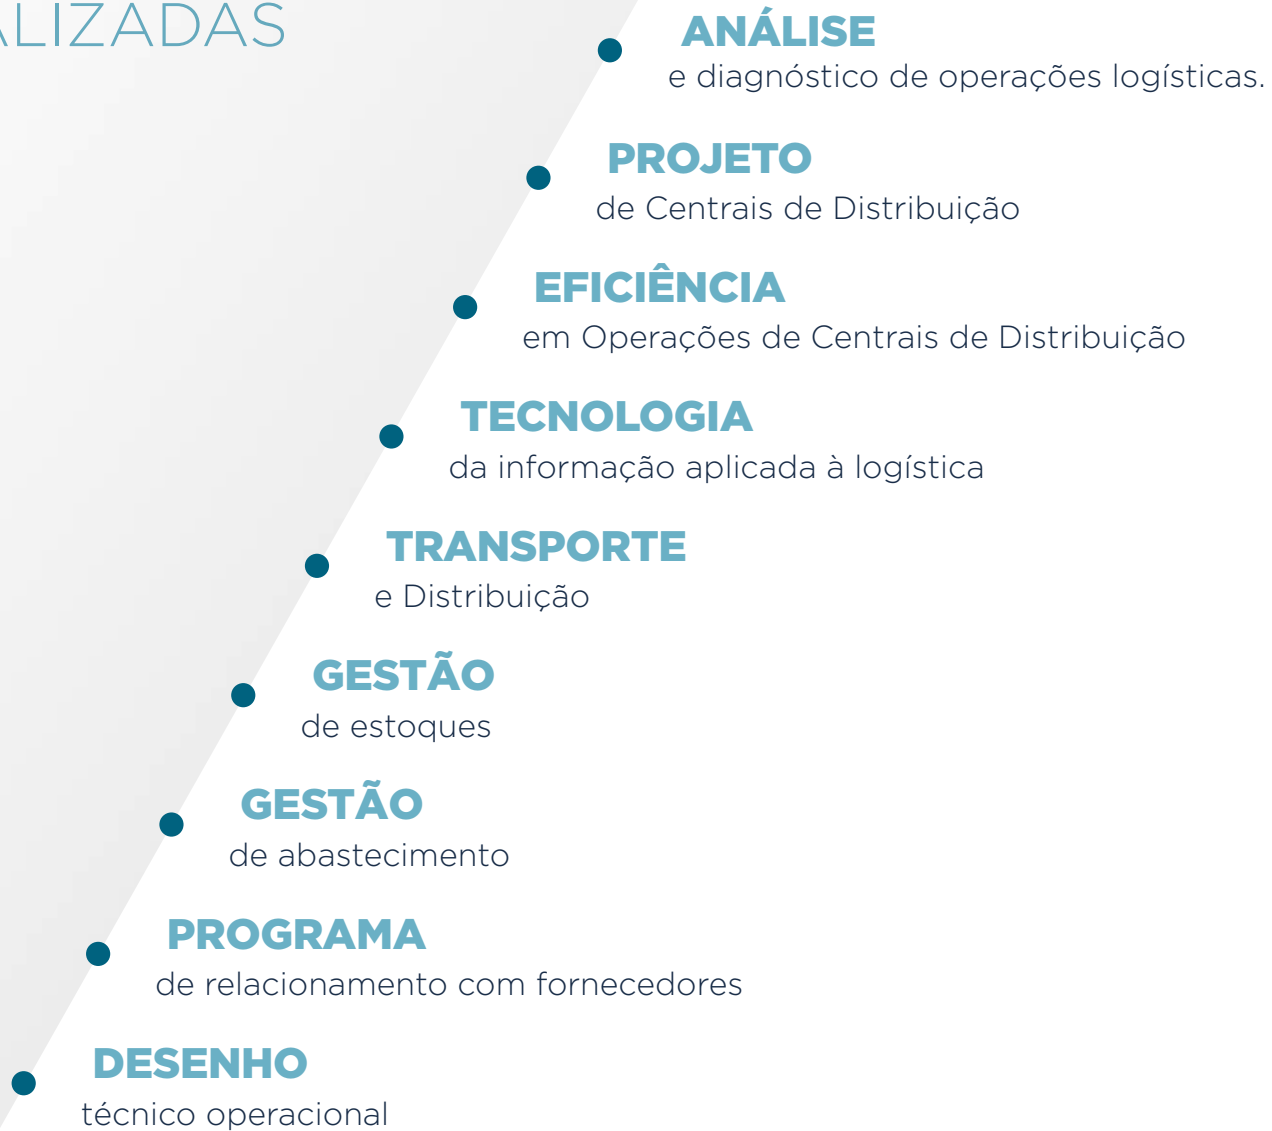 ALIZADAS
ANÁLISE
e diagnóstico de operações logísticas.
PROJETO
de Centrais de Distribuição
EFICIÊNCIA
em Operações de Centrais de Distribuição
TECNOLOGIA
da informação aplicada à logística
TRANSPORTE
e Distribuição
GESTÃO
de estoques
GESTÃO
de abastecimento
PROGRAMA
de relacionamento com fornecedores
DESENHO
técnico operacional